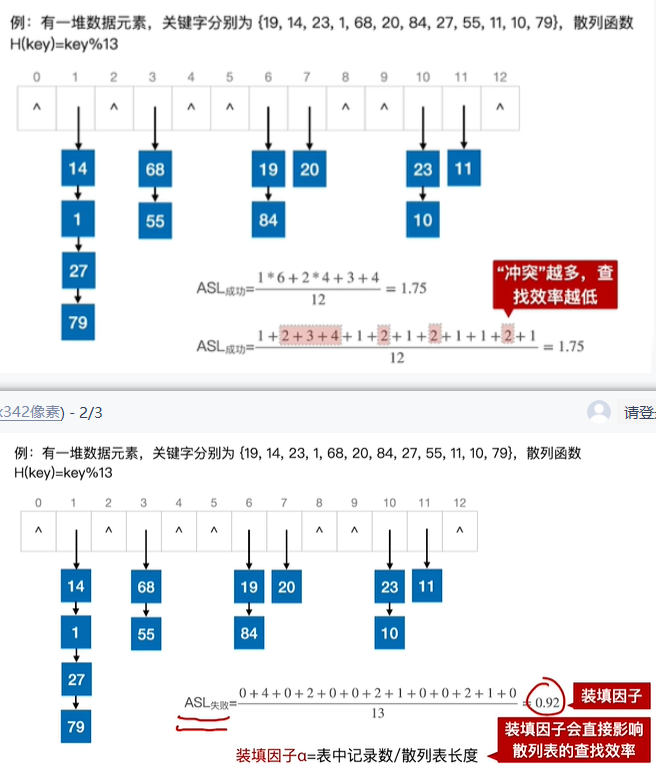 例：有一堆数据元素，关键字分别为 {19, 14, 23, 1, 68, 20, 84, 27, 55, 11, 10, 79}，散列函数
H(key)=key%13
0 1 2 3 4 5 6 7 8 9 10 11 12
^ ^ ^ ^ ^ ^ ^
14 68 19 20 23 11
1 55 84 10
27
79
ASL成功= 1*6+2*4+3+4 / 12 = 1.75
“冲突”越多，查
找效率越低
ASL成功= 1+2+3+4+1+2+1+2+1+1+2+1 / 12 = 1.75
x342像素) - 2/3
请登
例：有一堆数据元素，关键字分别为 {19, 14, 23, 1, 68, 20, 84, 27, 55, 11, 10, 79}，散列函数
H(key)=key%13
0 1 2 3 4 5 6 7 8 9 10 11 12
^ ^ ^ ^ ^ ^ ^
14 68 19 20 23 11
1 55 84 10
27
79
ASL失败= 0+4+0+2+0+0+2+1+0+0+2+1+0 / 13 = 0.92
装填因子
装填因子会直接影响
散列表的查找效率
装填因子α=表中记录数/散列表长度